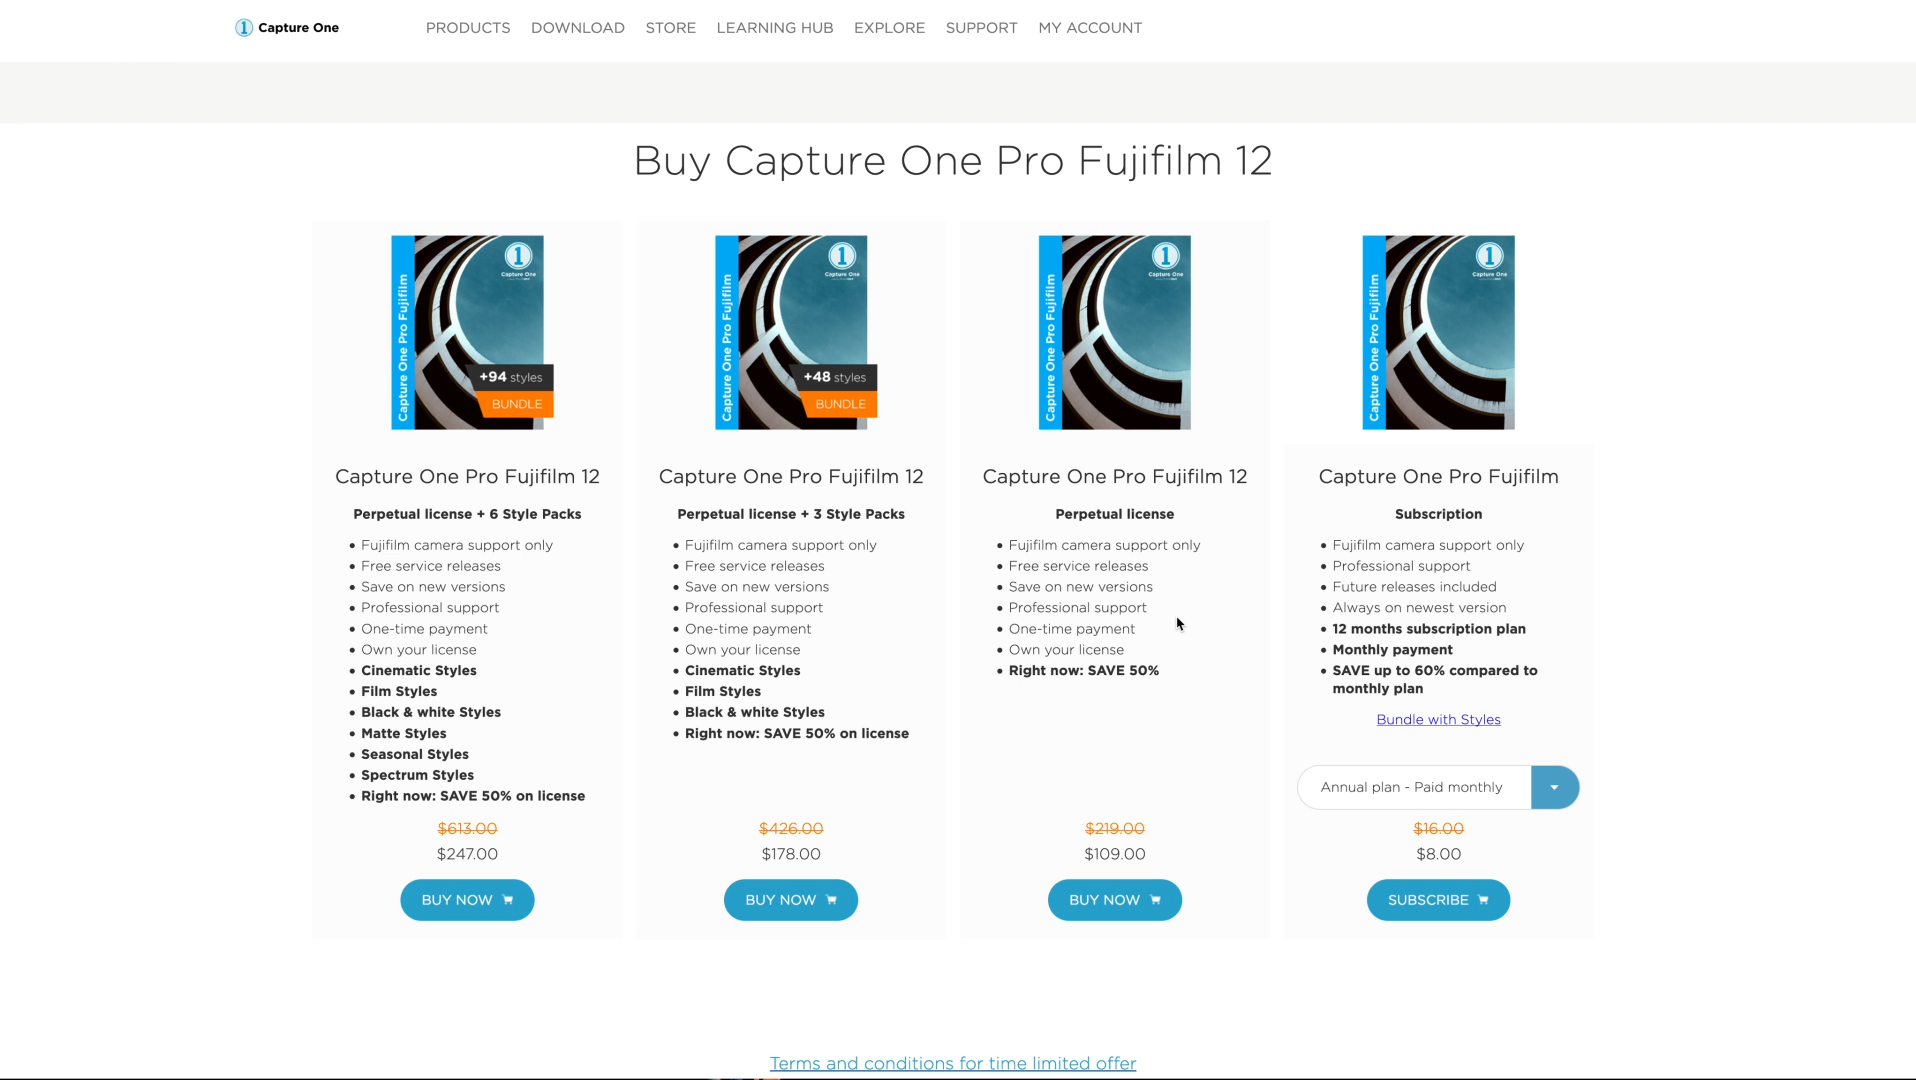 Capture One
PRODUCTS DOWNLOAD STORE LEARNING HUB EXPLORE SUPPORT MY ACCOUNT
Buy Capture One Pro Fujifilm 12
Capture One Pro Fujifilm
1
Capture One
+94 styles
BUNDLE
Capture One Pro Fujifilm 12
Perpetual license + 6 Style Packs
• Fujifilm camera support only
• Free service releases
• Save on new versions
• Professional support
• One-time payment
• Own your license
• Cinematic Styles
• Film Styles
• Black & white Styles
• Matte Styles
• Seasonal Styles
• Spectrum Styles
• Right now: SAVE 50% on license
$613.00
$247.00
BUY NOW
Capture One Pro Fujifilm
1
Capture One
+48 styles
BUNDLE
Capture One Pro Fujifilm 12
Perpetual license + 3 Style Packs
• Fujifilm camera support only
• Free service releases
• Save on new versions
• Professional support
• One-time payment
• Own your license
• Cinematic Styles
• Film Styles
• Black & white Styles
• Right now: SAVE 50% on license
$426.00
$178.00
BUY NOW
Capture One Pro Fujifilm
1
Capture One
Capture One Pro Fujifilm 12
Perpetual license
• Fujifilm camera support only
• Free service releases
• Save on new versions
• Professional support
• One-time payment
• Own your license
• Right now: SAVE 50%
$219.00
$109.00
BUY NOW
Capture One Pro Fujifilm
1
Capture One
Capture One Pro Fujifilm
Subscription
• Fujifilm camera support only
• Professional support
• Future releases included
• Always on newest version
• 12 months subscription plan
• Monthly payment
• SAVE up to 60% compared to
monthly plan
Bundle with Styles
Annual plan - Paid monthly
$16.00
$8.00
SUBSCRIBE
Terms and conditions for time limited offer